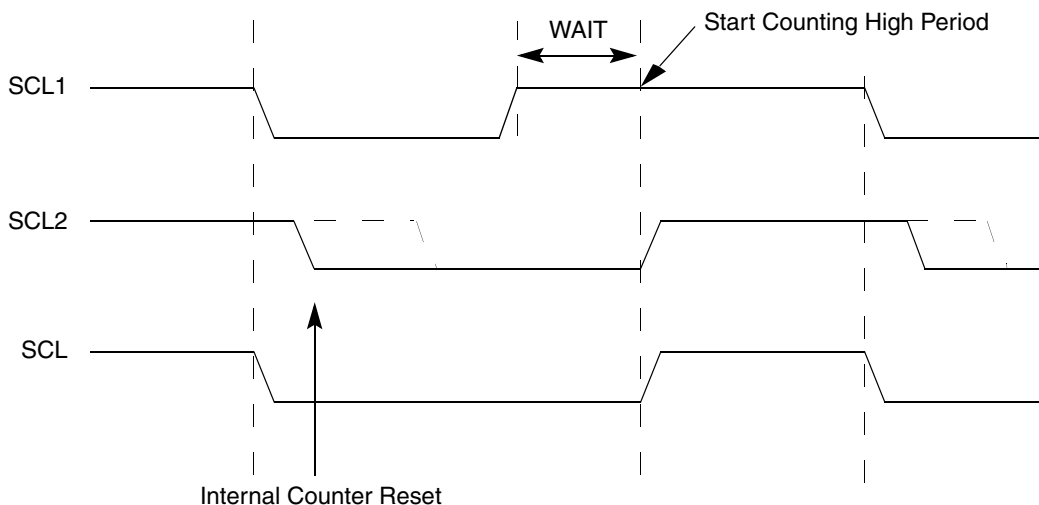 Start Counting High Period
WAIT
SCL1
SCL2
SCL
Internal Counter Reset